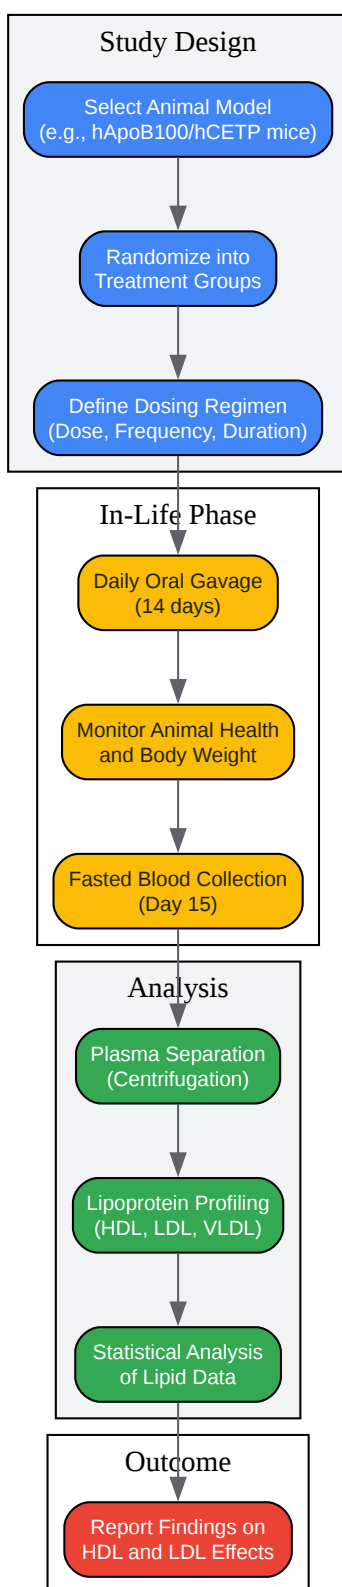 Study Design
Select Animal Model
(e.g., hApoB100/hCETP mice)
Randomize into
Treatment Groups
Define Dosing Regimen
(Dose, Frequency, Duration)
In-Life Phase
Daily Oral Gavage
(14 days)
Monitor Animal Health
and Body Weight
Fasted Blood Collection
(Day 15)
Analysis
Plasma Separation
(Centrifugation)
Lipoprotein Profiling
(HDL, LDL, VLDL)
Statistical Analysis
of Lipid Data
Outcome
Report Findings on
HDL and LDL Effects